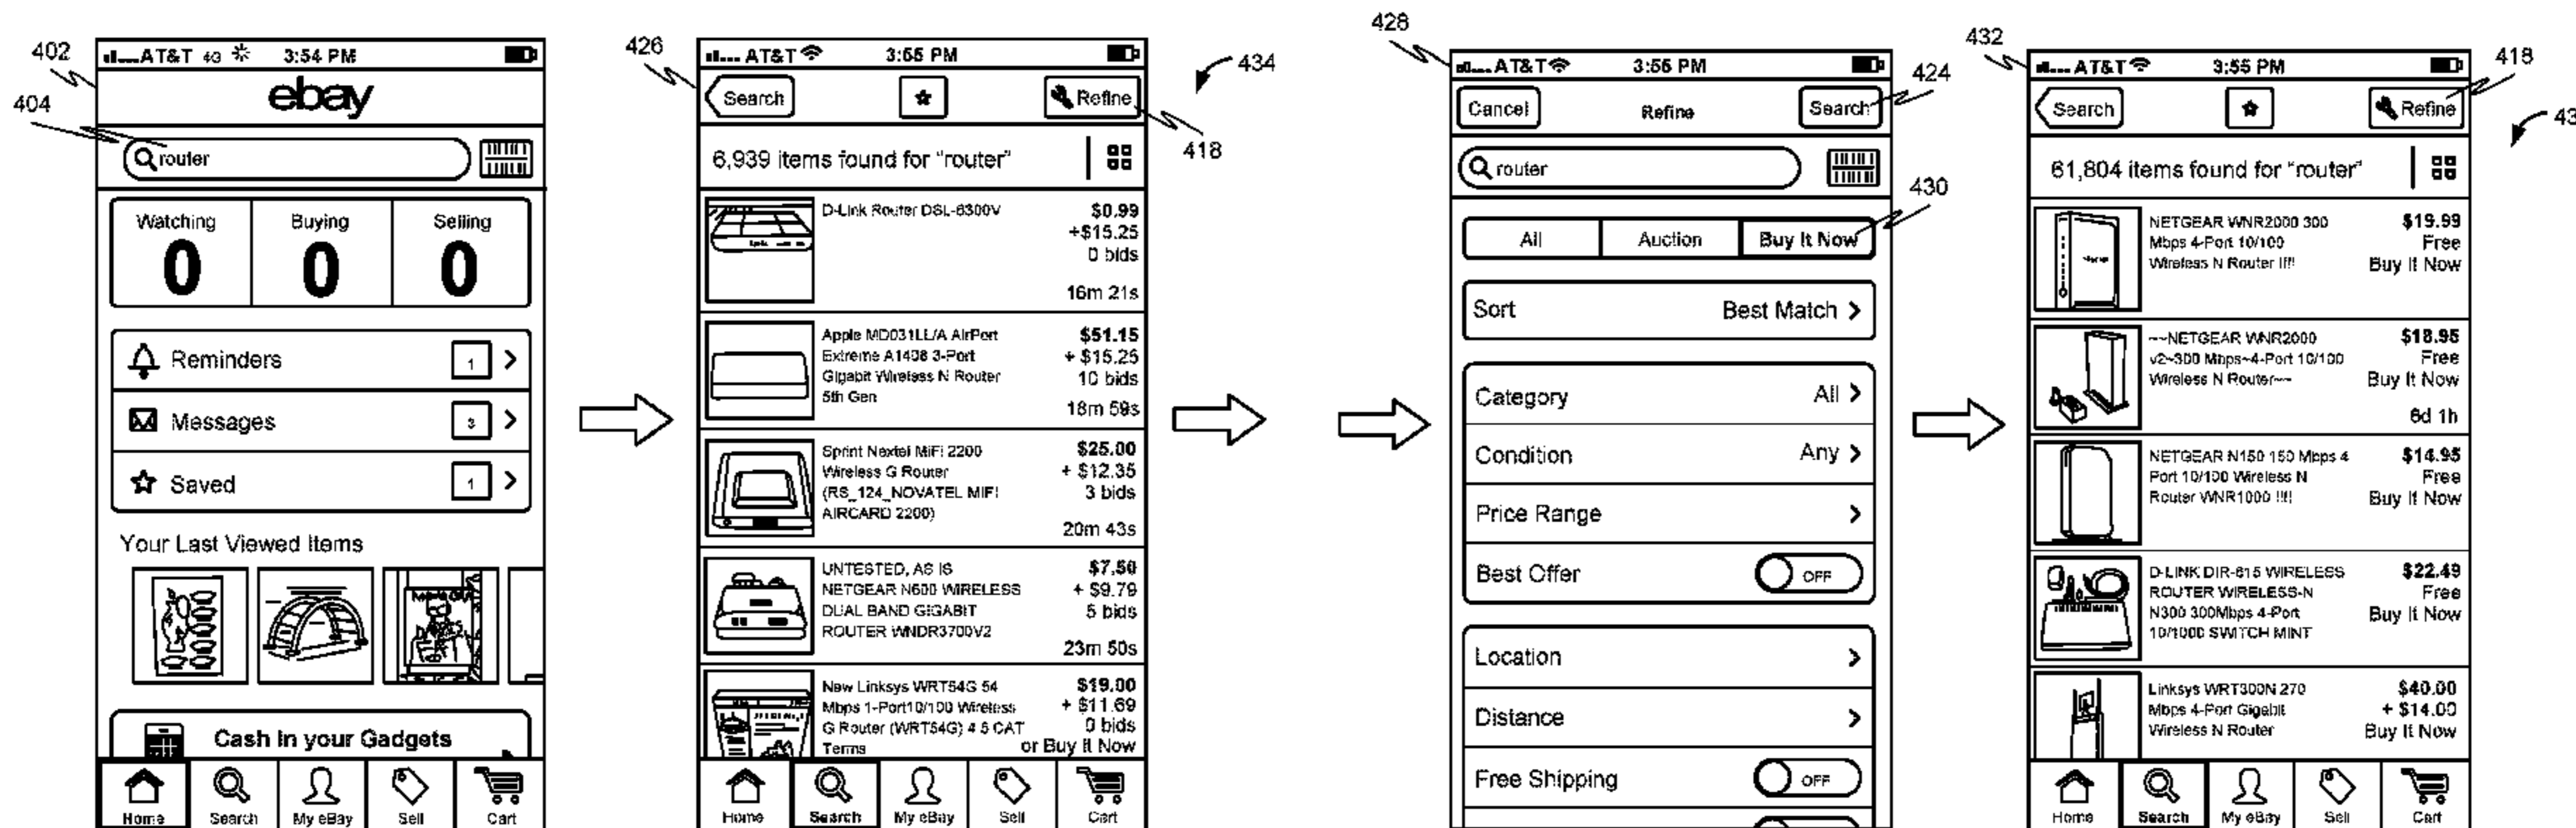 402
404
AT&T 4G 3:54 PM
ebay
router
Watching Buying Selling
0 0 0
Reminders 1
Messages 3
Saved 1
Your Last Viewed Items
Cash In your Gadgets
Home Search My eBay Sell Cart
426
434
418
AT&T 3:55 PM
Search Refine
6,939 items found for "router"
D-Link Router DSL-6300V $0.99
+$15.25
0 bids
16m 21s
Apple MD031LL/A AirPort $51.15
Extreme A1408 3-Port + $15.25
Gigabit Wireless N Router 10 bids
5th Gen
18m 59s
Sprint Nextel MiFi 2200 $25.00
Wireless G Router + $12.35
(RS_124_NOVATEL MIFI 3 bids
AIRCARD 2200)
20m 43s
UNTESTED, AS IS $7.50
NETGEAR N600 WIRELESS + $9.79
DUAL BAND GIGABIT 5 bids
ROUTER WNDR3700V2
23m 50s
New Linksys WRT54G 54 $19.00
Mbps 1-Port10/100 Wireless + $11.69
G Router (WRT54G) 4 5 CAT 0 bids
Terms or Buy It Now
Home Search My eBay Sell Cart
428
424
430
AT&T 3:55 PM
Cancel Refine Search
router
All Auction Buy It Now
Sort Best Match
Category All
Condition Any
Price Range
Best Offer OFF
Location
Distance
Free Shipping OFF
432
418
AT&T 3:55 PM
Search Refine
61,804 items found for "router"
NETGEAR WNR2000 300 $19.99
Mbps 4-Port 10/100 Free
Wireless N Router !!!! Buy It Now
~~NETGEAR WNR2000 $18.95
v2~300 Mbps~4-Port 10/100 Free
Wireless N Router~~ Buy It Now
6d 1h
NETGEAR N150 150 Mbps 4 $14.95
Port 10/100 Wireless N Free
Router WNR1000 !!!! Buy It Now
D-LINK DIR-615 WIRELESS $22.49
ROUTER WIRELESS-N Free
N300 300Mbps 4-Port Buy It Now
10/1000 SWITCH MINT
Linksys WRT300N 270 $40.00
Mbps 4-Port Gigabit + $14.00
Wireless N Router Buy It Now
Home Search My eBay Sell Cart